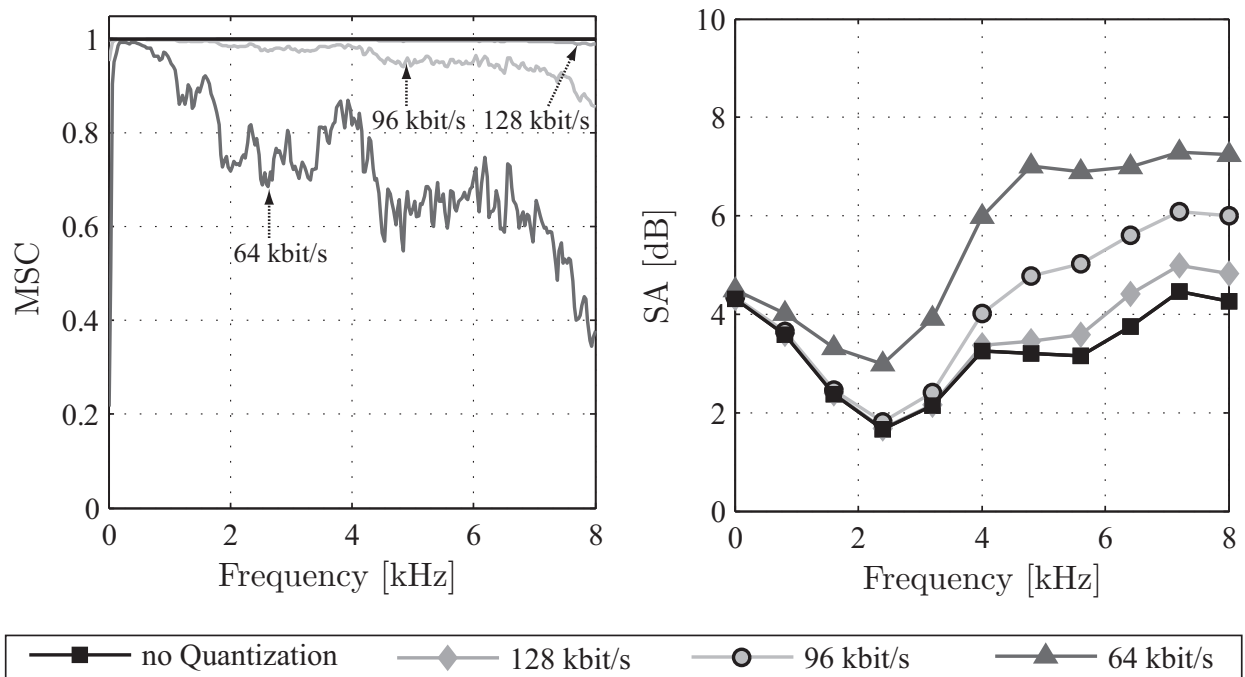 1
0.8
0.6
0.4
0.2
0
MSC
96 kbit/s
128 kbit/s
64 kbit/s
0
2
4
6
8
Frequency [kHz]
10
8
6
4
2
0
SA [dB]
0
2
4
6
8
Frequency [kHz]
no Quantization
128 kbit/s
96 kbit/s
64 kbit/s